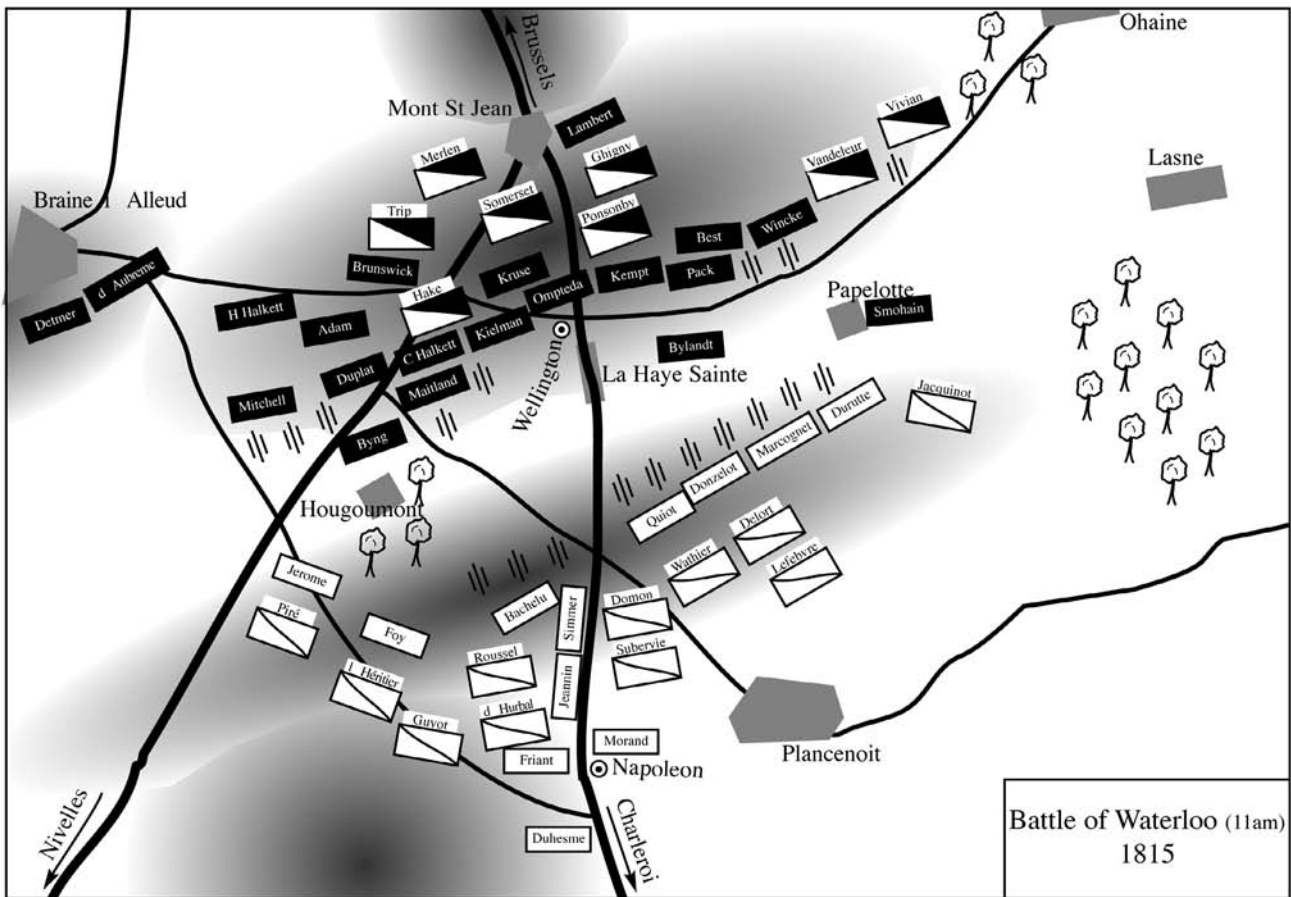 Ohaine
Brussels
Mont St Jean
Lambert
Vivian
Merlen
Ghigny
Vandeleur
Lasne
Braine l Alleud
Somerset
Trip
Ponsonby
Best
Wincke
Brunswick
Kruse
Kempt
Pack
d Aubreme
Detmer
H Halkett
Hake
Ompteda
Papelotte
Smohain
Adam
C Halkett
Kielman
Wellington
Bylandt
La Haye Sainte
Duplat
Maitland
Mitchell
Jacquinot
Durutte
Marcognet
Byng
Donzelot
Quiot
Hougoumont
Delort
Wathier
Lefebvre
Jerome
Bachelu
Simmer
Domon
Piré
Foy
Roussel
Subervie
l Héritier
Jeannin
Guyot
d Hurbal
Friant
Morand
Napoleon
Plancenoit
Nivelles
Duhesme
Charleroi
Battle of Waterloo (11am)
1815